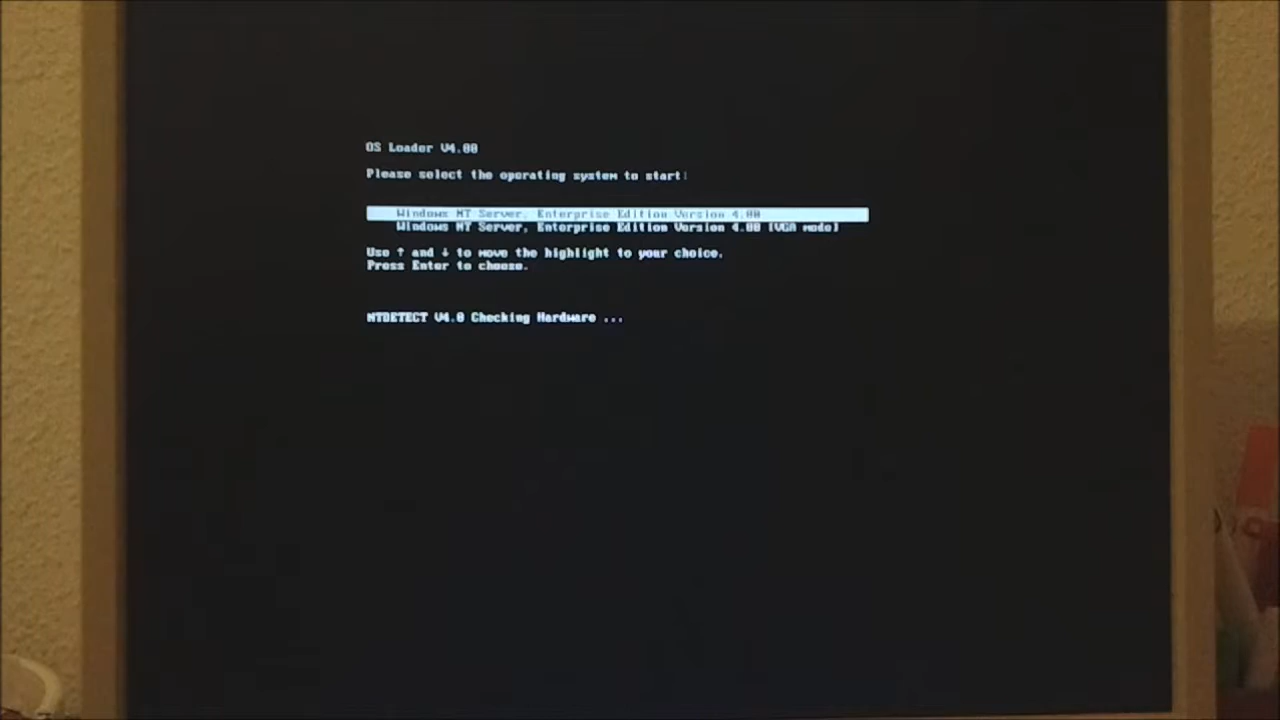 OS Loader V4.00
Please select the operating system to start:
Windows NT Server, Enterprise Edition Version 4.00
Windows NT Server, Enterprise Edition Version 4.00 [VGA mode]
Use ↑ and ↓ to move the highlight to your choice.
Press Enter to choose.
NTDETECT V4.0 Checking Hardware ...